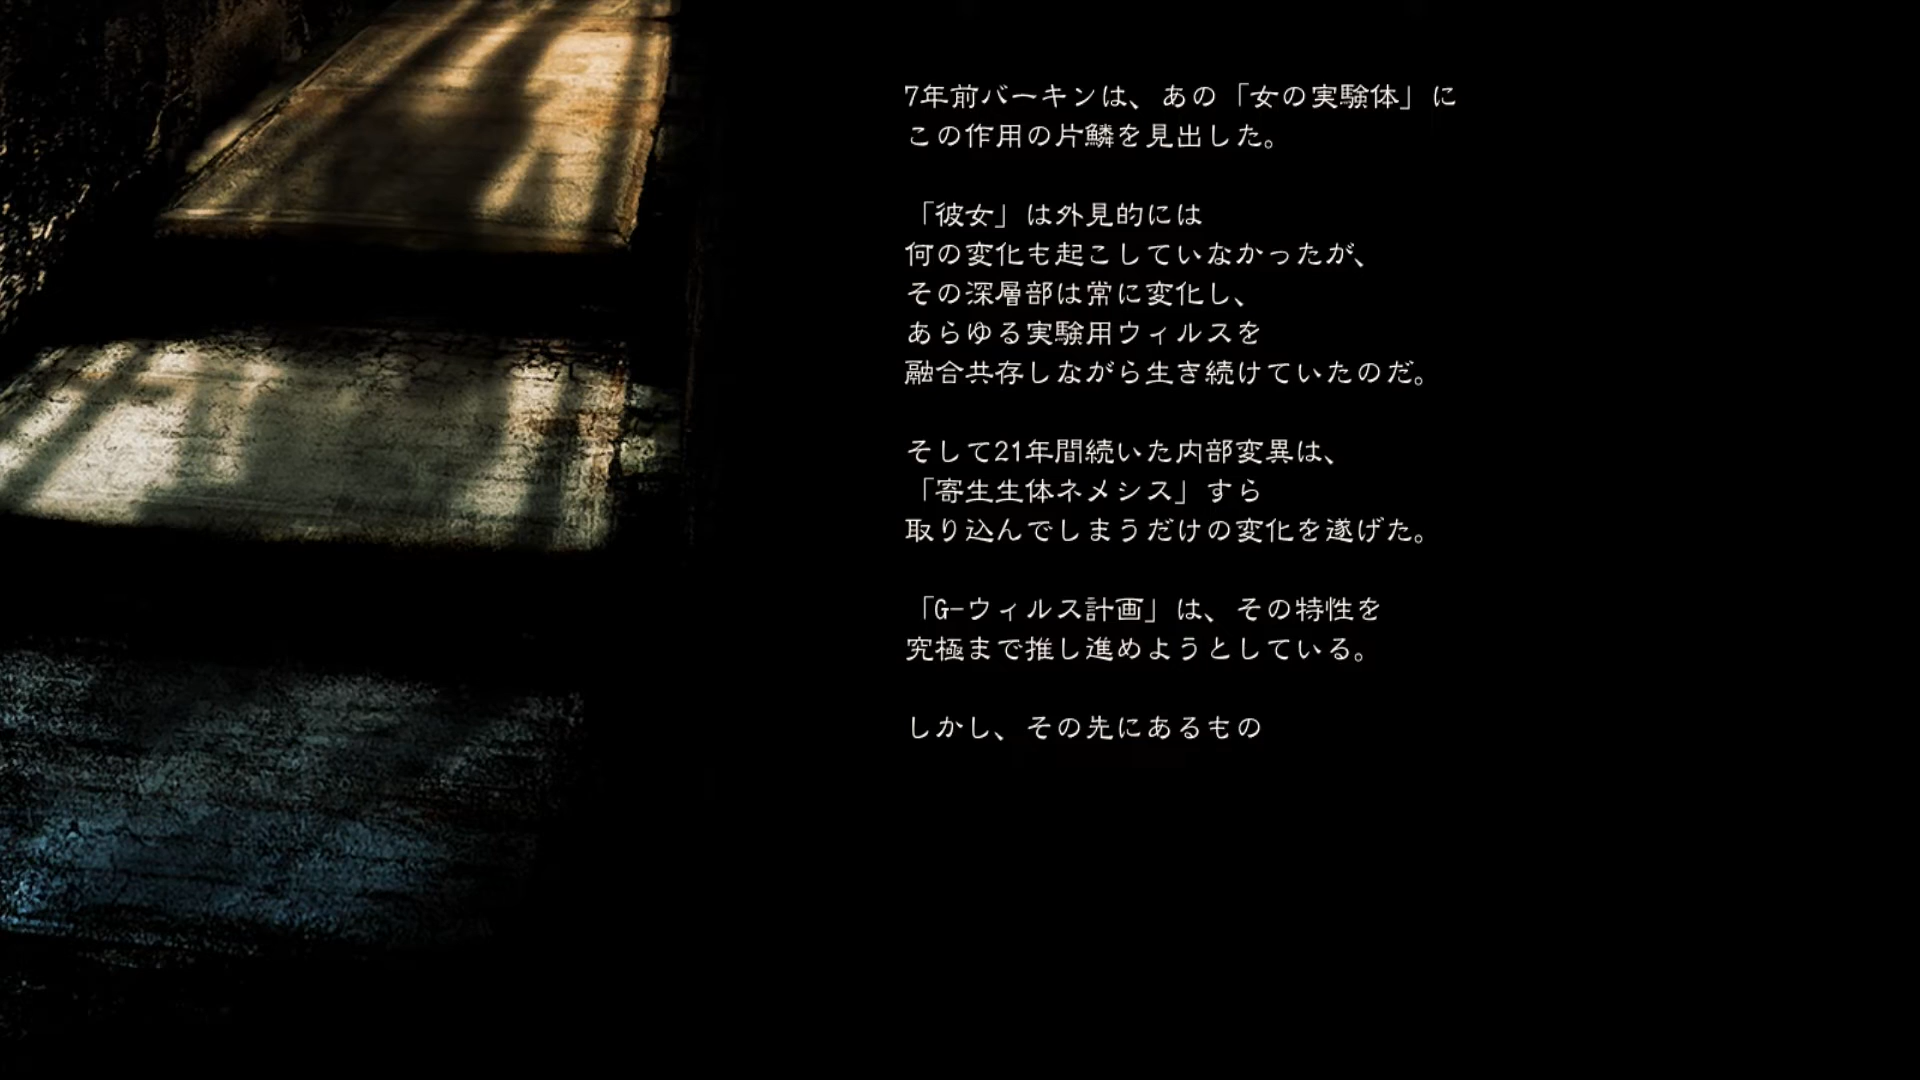 7年前バーキンは、あの「女の実験体」に
この作用の片鱗を見出した。
「彼女」は外見的には
何の変化も起こしていなかったが、
その深層部は常に変化し、
あらゆる実験用ウィルスを
融合共存しながら生き続けていたのだ。
そして21年間続いた内部変異は、
「寄生生体ネメシス」すら
取り込んでしまうだけの変化を遂げた。
「G-ウィルス計画」は、その特性を
究極まで推し進めようとしている。
しかし、その先にあるもの